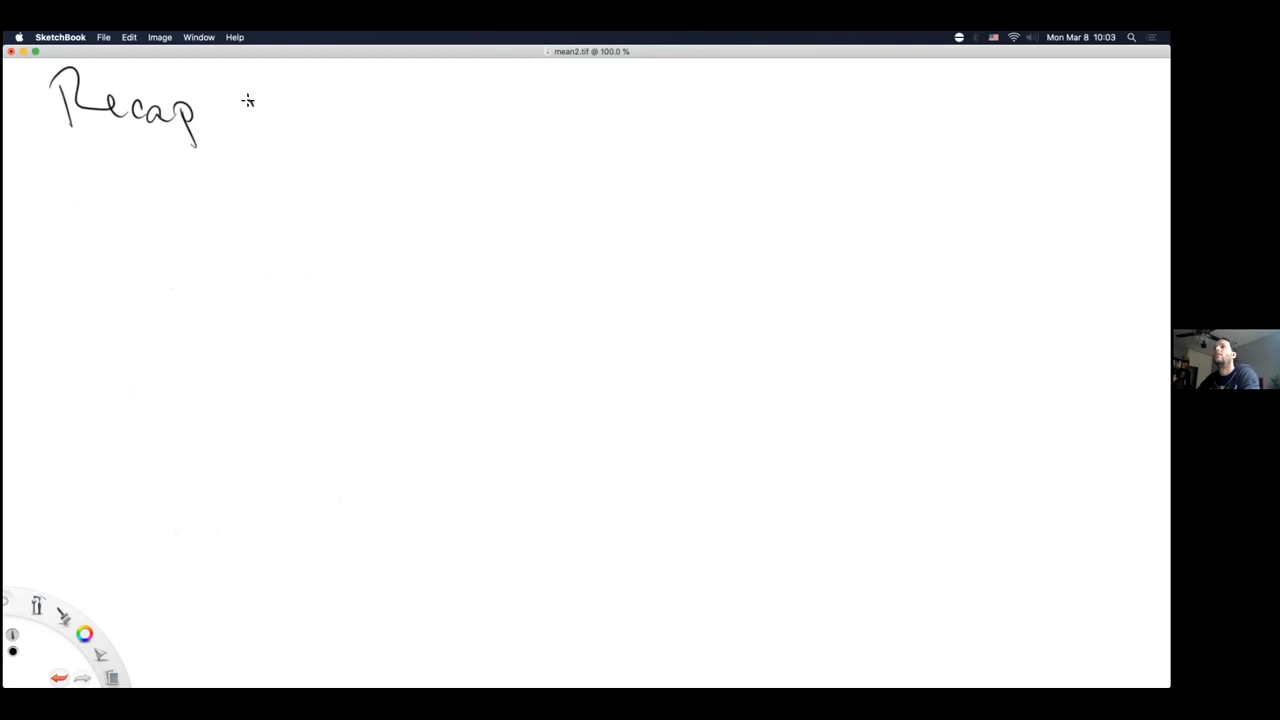 SketchBook File Edit Image Window Help Mon Mar 8 10:03
mean2.tif @ 100.0 %
Recap